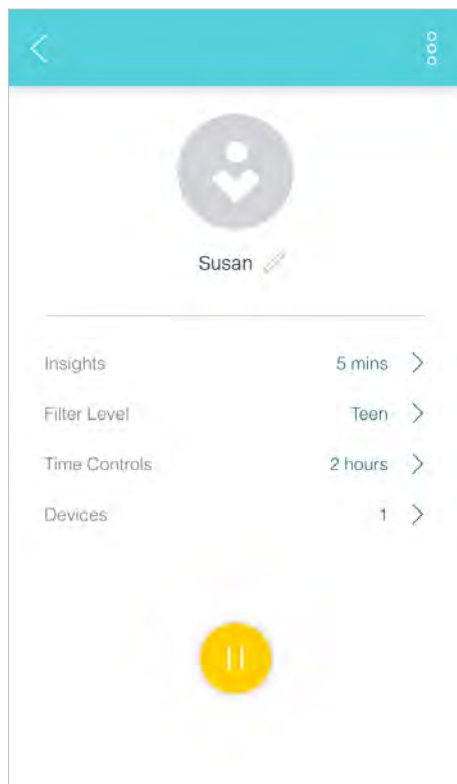 Susan
Insights 5 mins
Filter Level Teen
Time Controls 2 hours
Devices 1